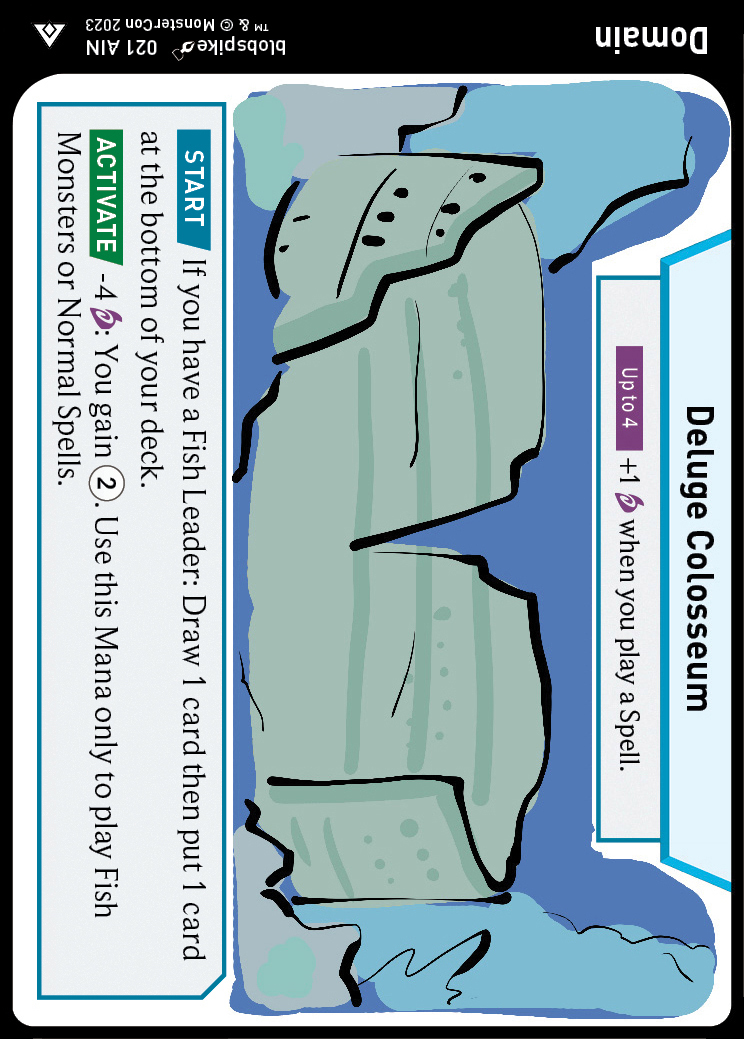 Deluge Colosseum
Up to 4 +1 when you play a Spell.
START If you have a Fish Leader: Draw 1 card then put 1 card
at the bottom of your deck.
ACTIVATE -4 : You gain 2. Use this Mana only to play Fish
Monsters or Normal Spells.
Domain
blobspike 021 AIN
™ & © MonsterCon 2023